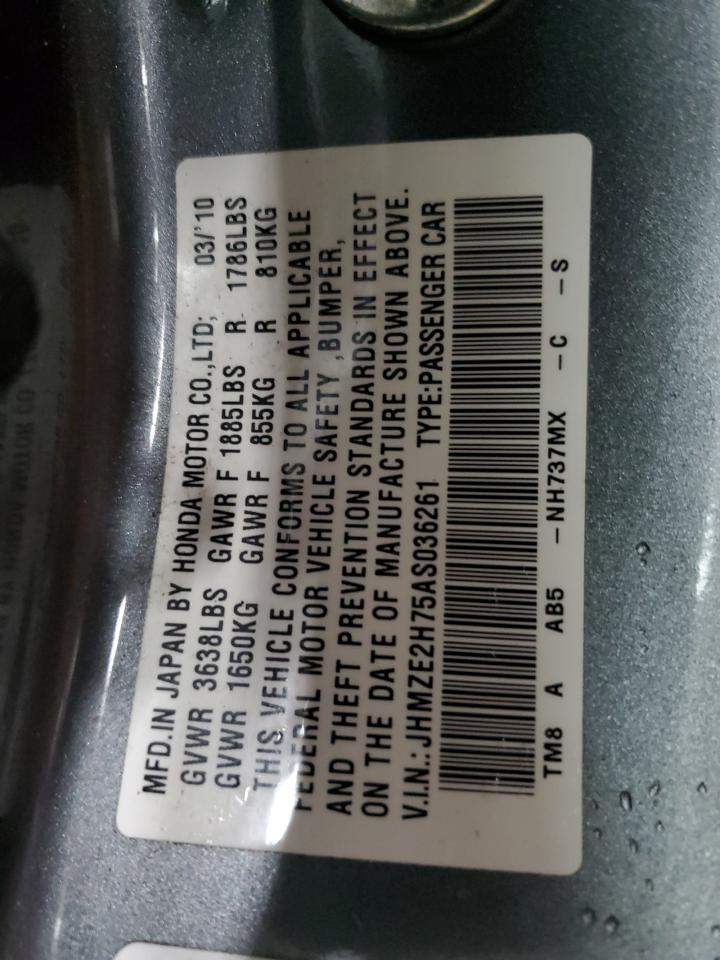 MFD.IN JAPAN BY HONDA MOTOR CO.,LTD; 03/'10
GVWR 3638LBS GAWR F 1885LBS R 1786LBS
GVWR 1650KG GAWR F 855KG R 810KG
THIS VEHICLE CONFORMS TO ALL APPLICABLE
FEDERAL MOTOR VEHICLE SAFETY ,BUMPER,
AND THEFT PREVENTION STANDARDS IN EFFECT
ON THE DATE OF MANUFACTURE SHOWN ABOVE.
V.I.N.:JHMZE2H75AS036261 TYPE:PASSENGER CAR
TM8 A AB5 -NH737MX -C -S